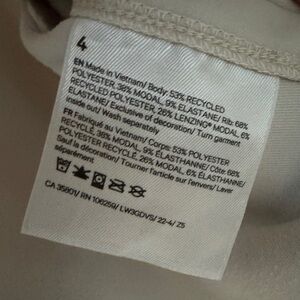 4
EN Made in Vietnam/ Body: 53% RECYCLED
POLYESTER, 38% MODAL, 9% ELASTANE/ Rib: 68%
RECYCLED POLYESTER, 26% LENZING® MODAL, 6%
ELASTANE/ Exclusive of decoration/ Turn garment
inside out/ Wash separately
FR Fabriqué au Vietnam/ Corps: 53% POLYESTER
RECYCLÉ, 38% MODAL, 9% ÉLASTHANNE/ Côte: 68%
POLYESTER RECYCLÉ, 26% MODAL, 6% ÉLASTHANNE/
Sauf la décoration/ Tourner l'article sur l'envers/ Laver
séparément
CA 35801/ RN 106259/ LW3GDVS/ 22-4/ Z5